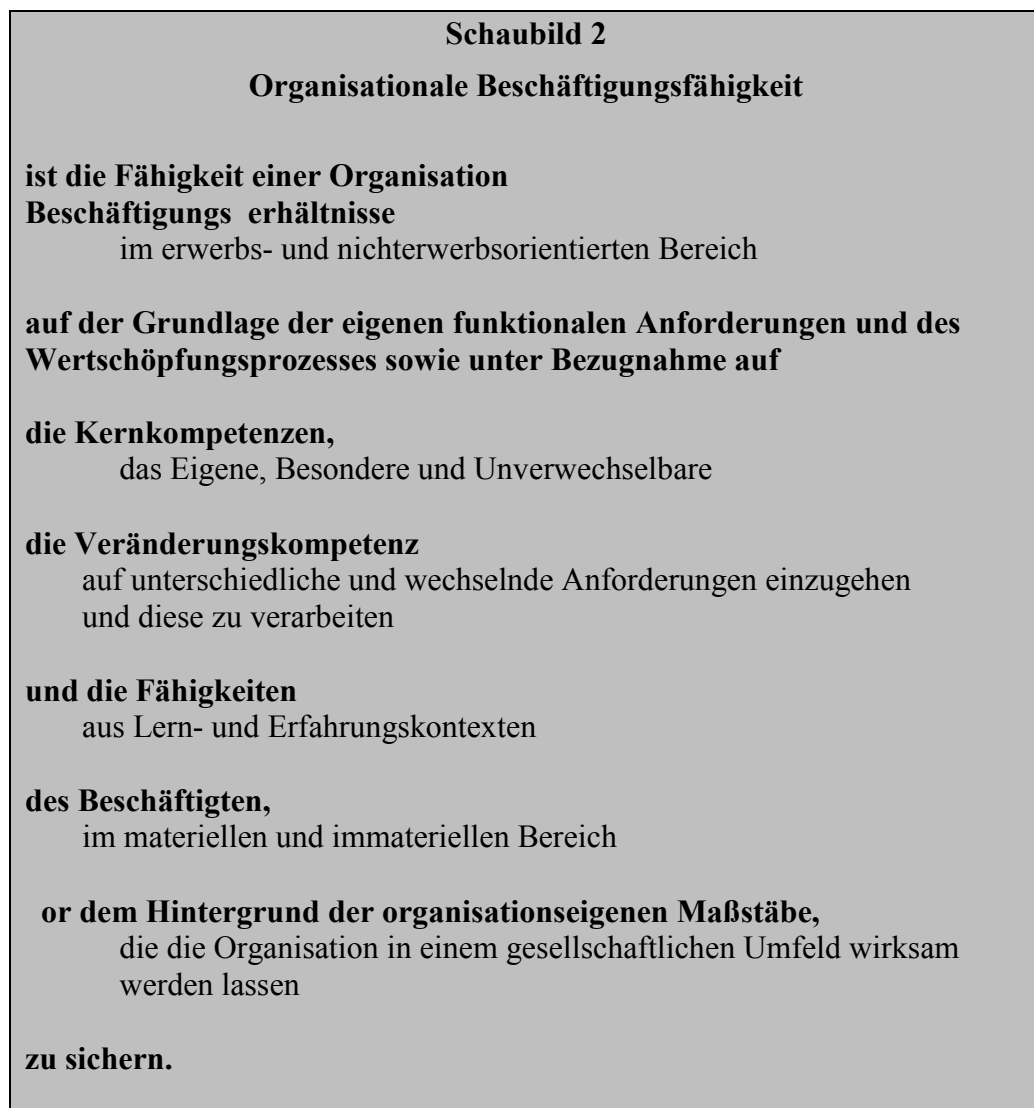 Schaubild 2
Organisationale Beschäftigungsfähigkeit
ist die Fähigkeit einer Organisation
Beschäftigungs erhältnisse
im erwerbs- und nichterwerbsorientierten Bereich
auf der Grundlage der eigenen funktionalen Anforderungen und des
Wertschöpfungsprozesses sowie unter Bezugnahme auf
die Kernkompetenzen,
das Eigene, Besondere und Unverwechselbare
die Veränderungskompetenz
auf unterschiedliche und wechselnde Anforderungen einzugehen
und diese zu verarbeiten
und die Fähigkeiten
aus Lern- und Erfahrungskontexten
des Beschäftigten,
im materiellen und immateriellen Bereich
or dem Hintergrund der organisationseigenen Maßstäbe,
die die Organisation in einem gesellschaftlichen Umfeld wirksam
werden lassen
zu sichern.